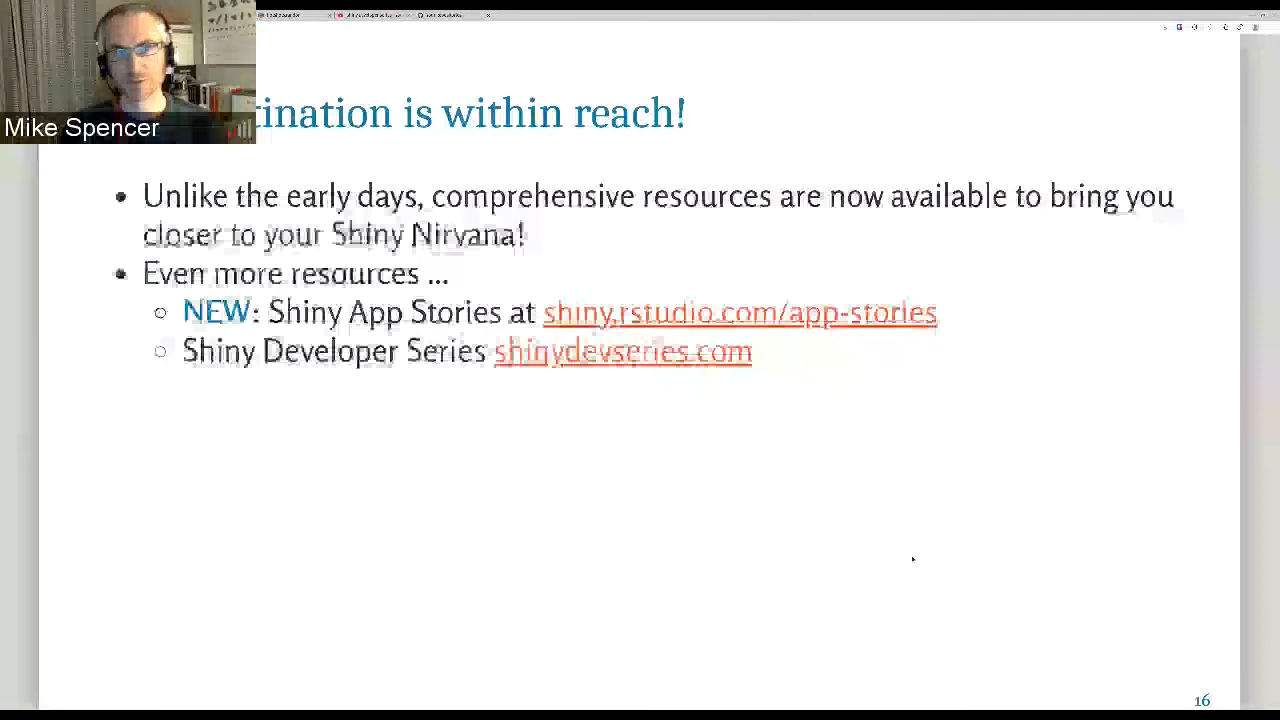 tination is within reach!
Mike Spencer
• Unlike the early days, comprehensive resources are now available to bring you
closer to your Shiny Nirvana!
• Even more resources ...
○ NEW: Shiny App Stories at shiny.rstudio.com/app-stories
○ Shiny Developer Series shinydevseries.com
16